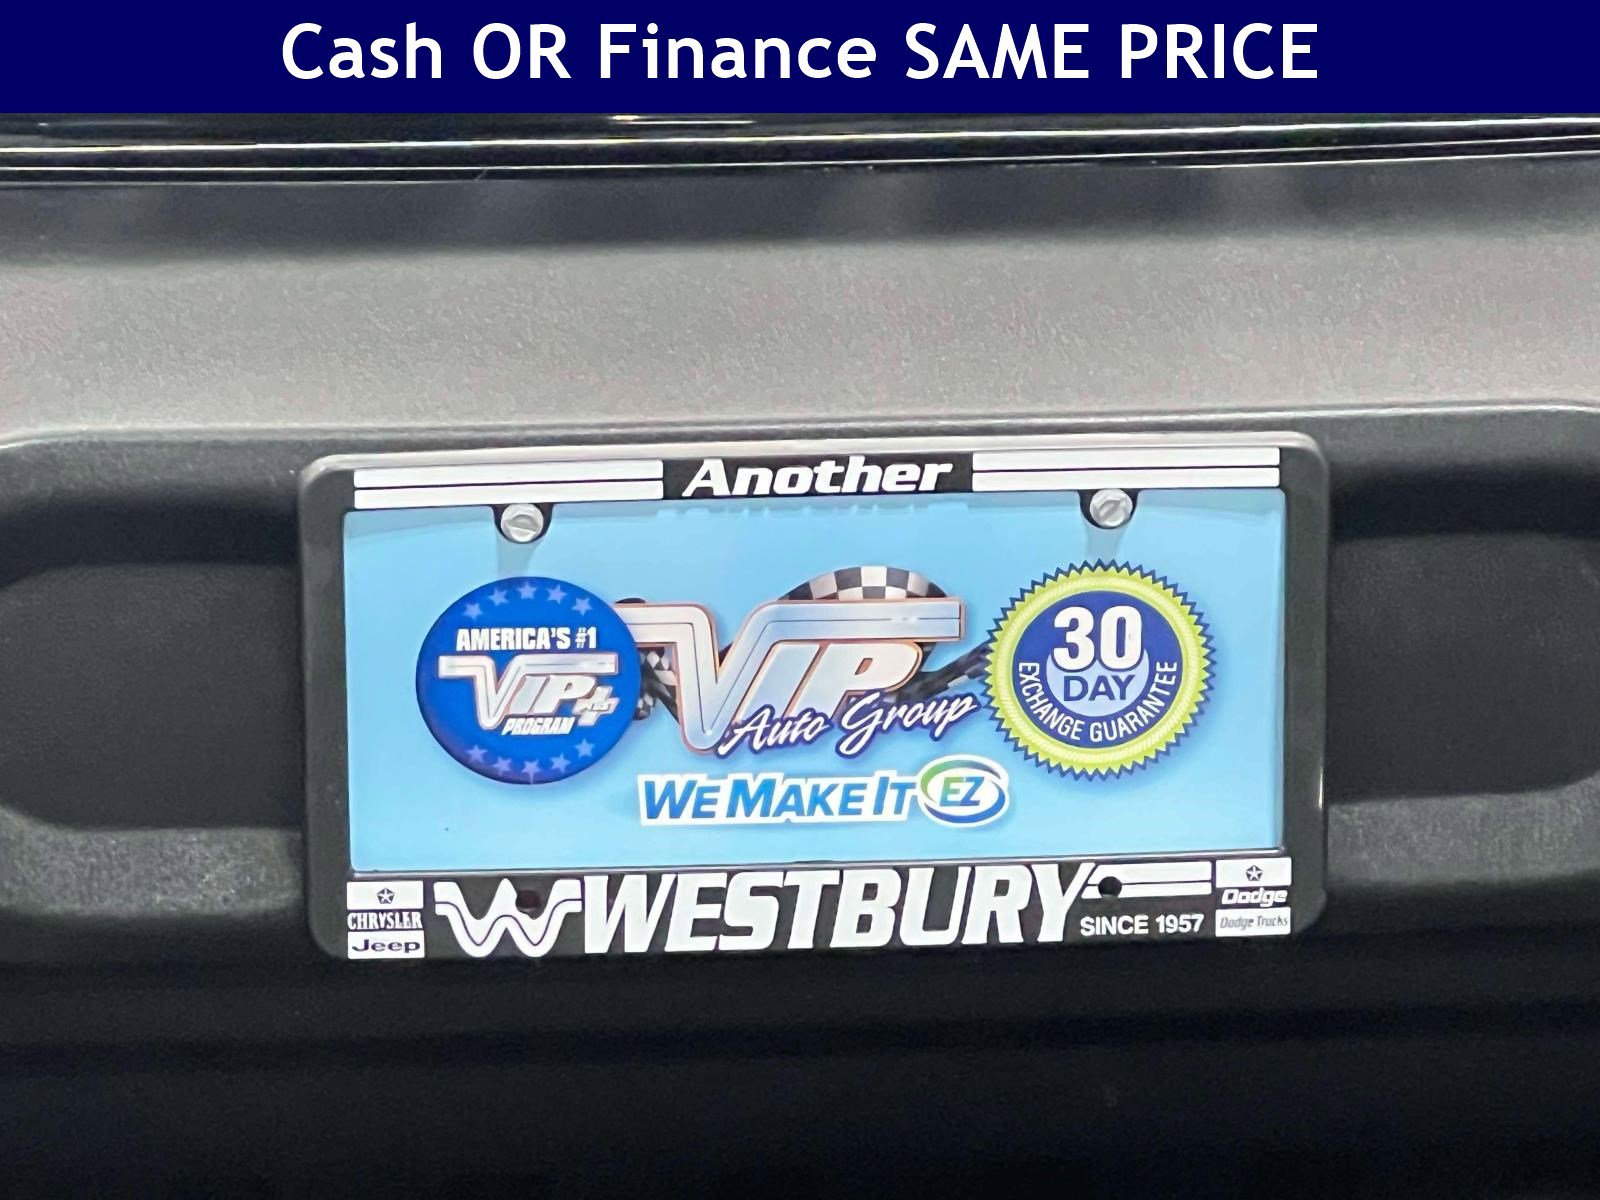 Cash OR Finance SAME PRICE
Another
AMERICA'S #1
VIP PLUS
PROGRAM
VIP
Auto Group
WE MAKE IT EZ
30
DAY
EXCHANGE GUARANTEE
CHRYSLER
Jeep
WESTBURY
SINCE 1957
Dodge
Dodge Trucks